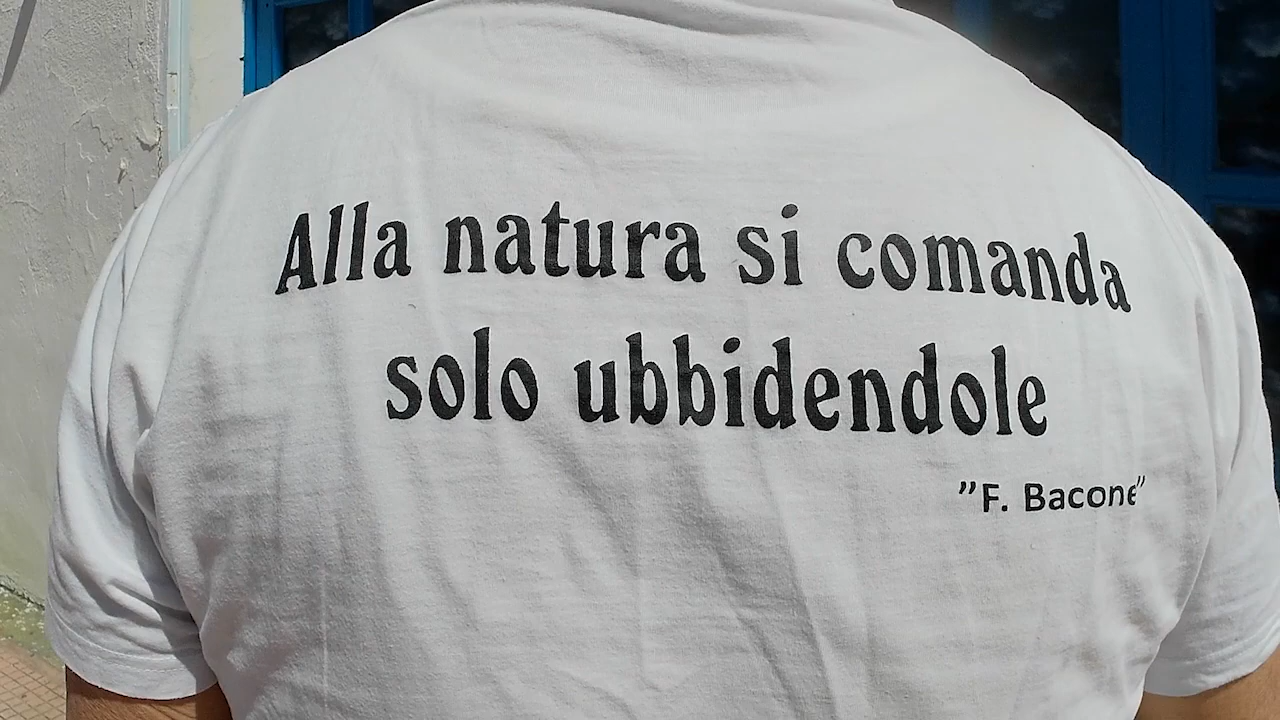 Alla natura si comanda
solo ubbidendole
”F. Bacone”